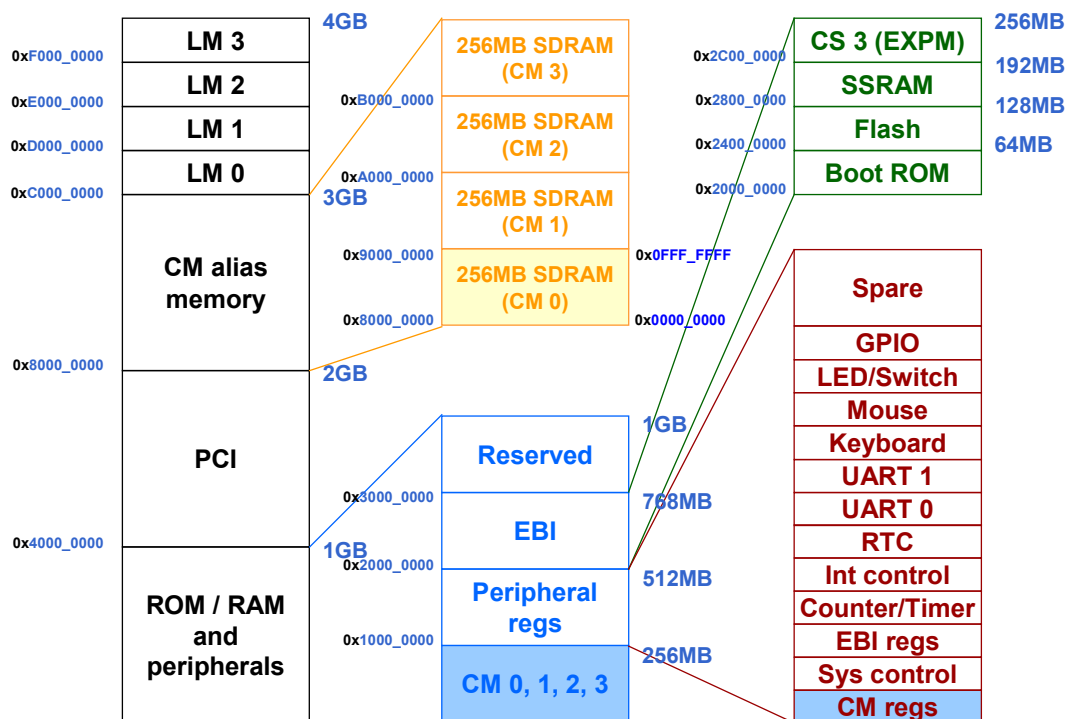 4GB
LM 3
0xF000_0000
LM 2
0xE000_0000
LM 1
0xD000_0000
LM 0
0xC000_0000
3GB
CM alias
memory
0x8000_0000
2GB
PCI
0x4000_0000
1GB
ROM / RAM
and
peripherals
256MB SDRAM
(CM 3)
0xB000_0000
256MB SDRAM
(CM 2)
0xA000_0000
256MB SDRAM
(CM 1)
0x9000_0000
0x0FFF_FFFF
256MB SDRAM
(CM 0)
0x8000_0000
0x0000_0000
1GB
Reserved
0x3000_0000
768MB
EBI
0x2000_0000
512MB
Peripheral
regs
0x1000_0000
256MB
CM 0, 1, 2, 3
256MB
CS 3 (EXPM)
0x2C00_0000
192MB
SSRAM
0x2800_0000
128MB
Flash
0x2400_0000
64MB
Boot ROM
0x2000_0000
Spare
GPIO
LED/Switch
Mouse
Keyboard
UART 1
UART 0
RTC
Int control
Counter/Timer
EBI regs
Sys control
CM regs